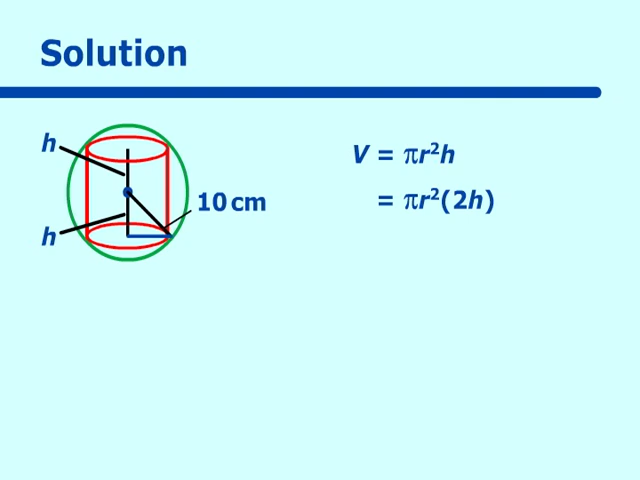 Solution
h
V = πr²h
10 cm
= πr²(2h)
h